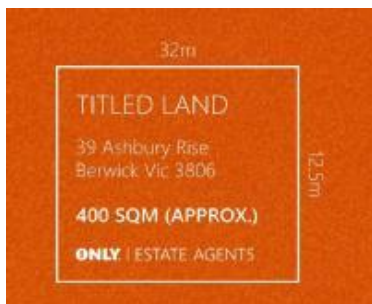 32m
TITLED LAND
39 Ashbury Rise
Berwick Vic 3806
12.5m
400 SQM (APPROX.)
ONLY | ESTATE AGENTS